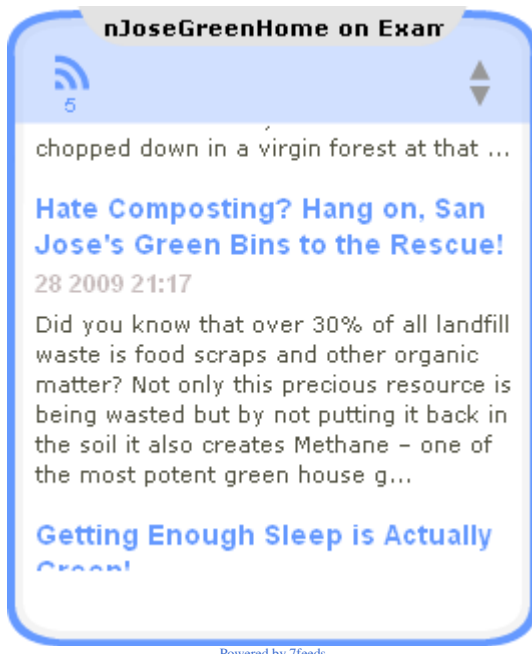 nJoseGreenHome on Exam
5
chopped down in a virgin forest at that ...
Hate Composting? Hang on, San
Jose's Green Bins to the Rescue!
28 2009 21:17
Did you know that over 30% of all landfill
waste is food scraps and other organic
matter? Not only this precious resource is
being wasted but by not putting it back in
the soil it also creates Methane – one of
the most potent green house g...
Getting Enough Sleep is Actually
Green!
Powered by 7feeds